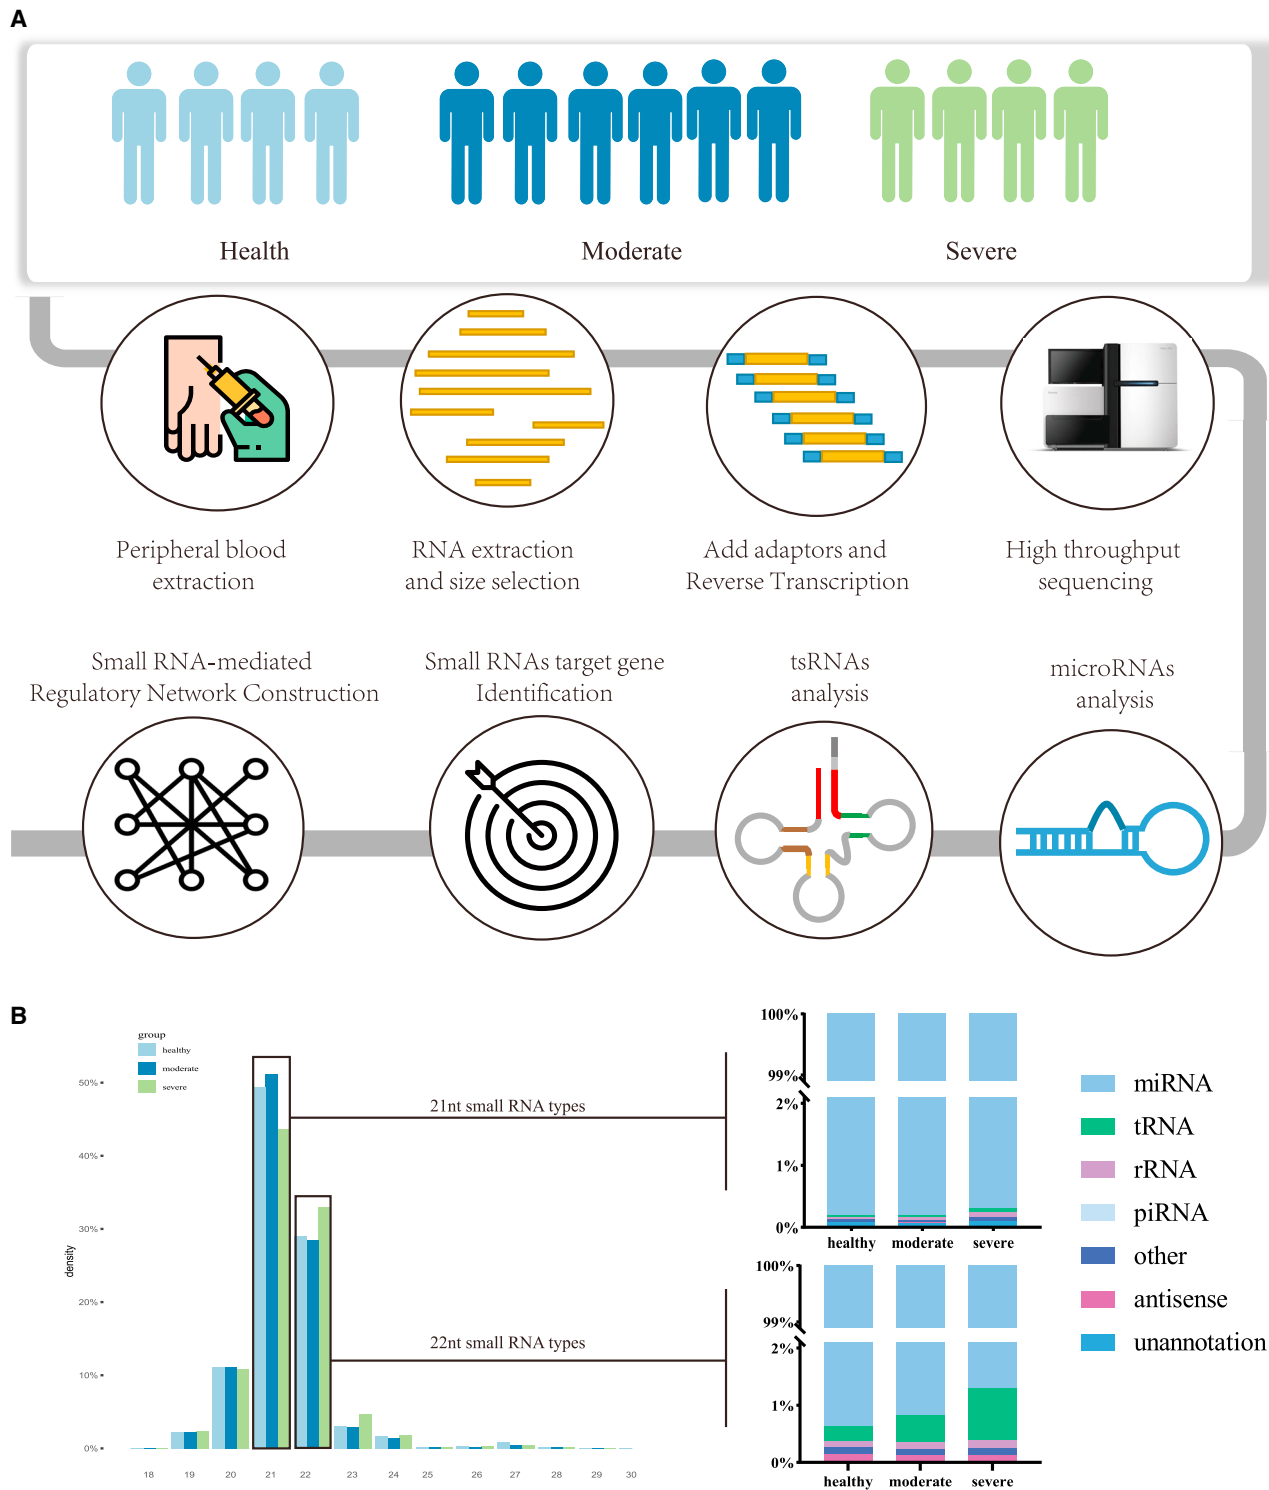 A
Health
Moderate
Severe
Peripheral blood
extraction
RNA extraction
and size selection
Add adaptors and
Reverse Transcription
High throughput
sequencing
Small RNA-mediated
Regulatory Network Construction
Small RNAs target gene
Identification
tsRNAs
analysis
microRNAs
analysis
B
group
healthy
moderate
severe
density
50%
40%
30%
20%
10%
0%
18 19 20 21 22 23 24 25 26 27 28 29 30
21nt small RNA types
22nt small RNA types
100%
99%
2%
1%
0%
healthy moderate severe
100%
99%
2%
1%
0%
healthy moderate severe
miRNA
tRNA
rRNA
piRNA
other
antisense
unannotation